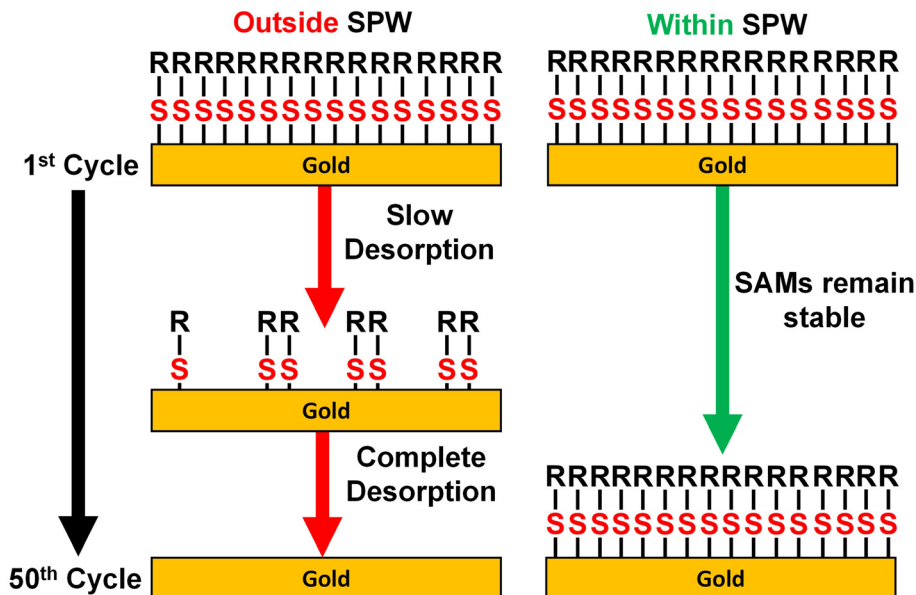 Outside SPW
RRRRRRRRRRRRRRRR
SSSSSSSSSSSSSSSS
Gold
1st Cycle
Slow
Desorption
R RR RR RR
S SS SS SS
Gold
Complete
Desorption
50th Cycle
Gold
Within SPW
RRRRRRRRRRRRRRRR
SSSSSSSSSSSSSSSS
Gold
SAMs remain
stable
RRRRRRRRRRRRRRRR
SSSSSSSSSSSSSSSS
Gold